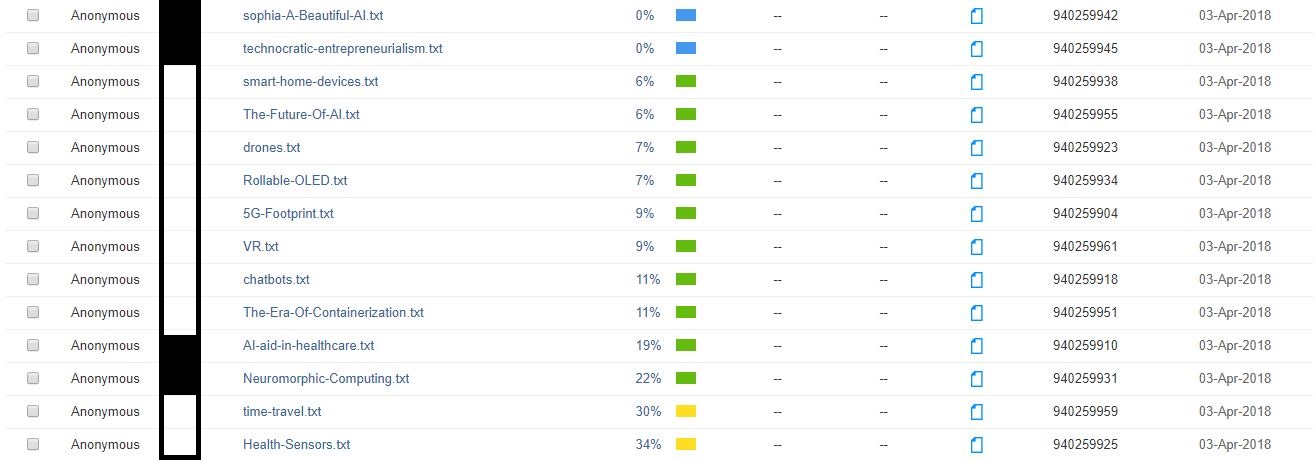 Anonymous sophia-A-Beautiful-AI.txt 0% -- -- 940259942 03-Apr-2018
Anonymous technocratic-entrepreneurialism.txt 0% -- -- 940259945 03-Apr-2018
Anonymous smart-home-devices.txt 6% -- -- 940259938 03-Apr-2018
Anonymous The-Future-Of-AI.txt 6% -- -- 940259955 03-Apr-2018
Anonymous drones.txt 7% -- -- 940259923 03-Apr-2018
Anonymous Rollable-OLED.txt 7% -- -- 940259934 03-Apr-2018
Anonymous 5G-Footprint.txt 9% -- -- 940259904 03-Apr-2018
Anonymous VR.txt 9% -- -- 940259961 03-Apr-2018
Anonymous chatbots.txt 11% -- -- 940259918 03-Apr-2018
Anonymous The-Era-Of-Containerization.txt 11% -- -- 940259951 03-Apr-2018
Anonymous AI-aid-in-healthcare.txt 19% -- -- 940259910 03-Apr-2018
Anonymous Neuromorphic-Computing.txt 22% -- -- 940259931 03-Apr-2018
Anonymous time-travel.txt 30% -- -- 940259959 03-Apr-2018
Anonymous Health-Sensors.txt 34% -- -- 940259925 03-Apr-2018